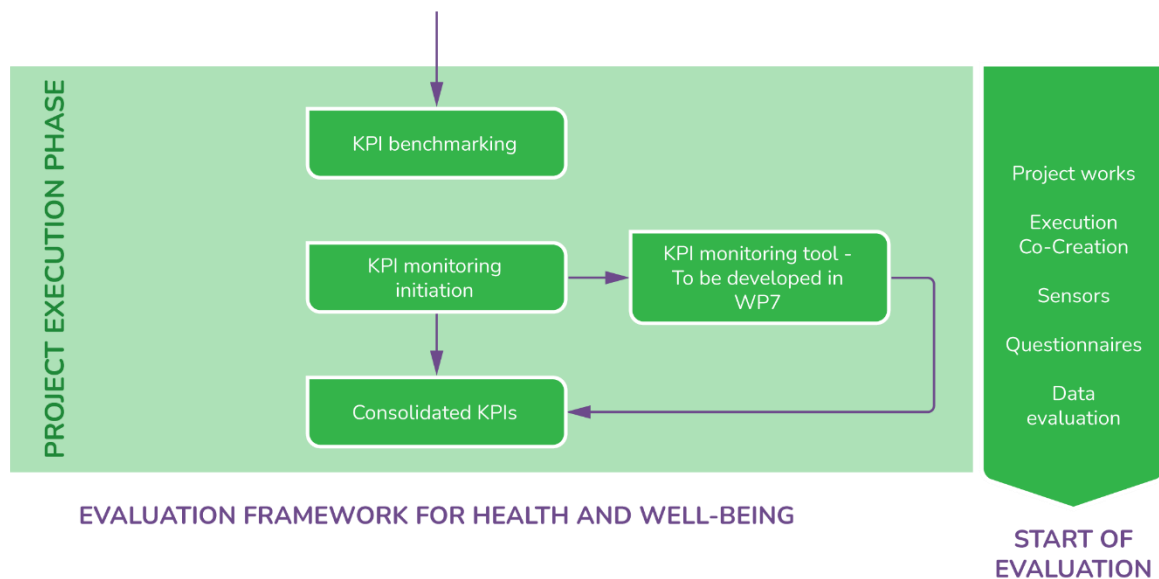 PROJECT EXECUTION PHASE
KPI benchmarking
KPI monitoring
initiation
KPI monitoring tool -
To be developed in
WP7
Consolidated KPIs
Project works
Execution
Co-Creation
Sensors
Questionnaires
Data
evaluation
EVALUATION FRAMEWORK FOR HEALTH AND WELL-BEING
START OF
EVALUATION